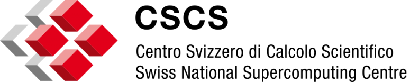 CSCS
Centro Svizzero di Calcolo Scientifico
Swiss National Supercomputing Centre